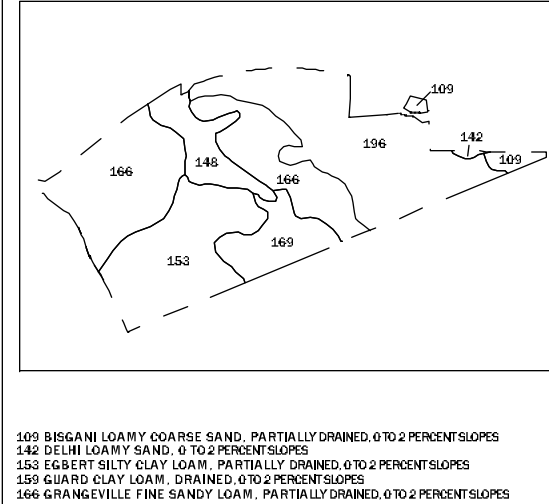 109
142
196
109
166
148
166
169
153
109 BISGANI LOAMY COARSE SAND, PARTIALLY DRAINED, 0 TO 2 PERCENT SLOPES
142 DELHI LOAMY SAND, 0 TO 2 PERCENT SLOPES
153 EGBERT SILTY CLAY LOAM, PARTIALLY DRAINED, 0 TO 2 PERCENT SLOPES
159 GUARD CLAY LOAM, DRAINED, 0 TO 2 PERCENT SLOPES
166 GRANGEVILLE FINE SANDY LOAM, PARTIALLY DRAINED, 0 TO 2 PERCENT SLOPES